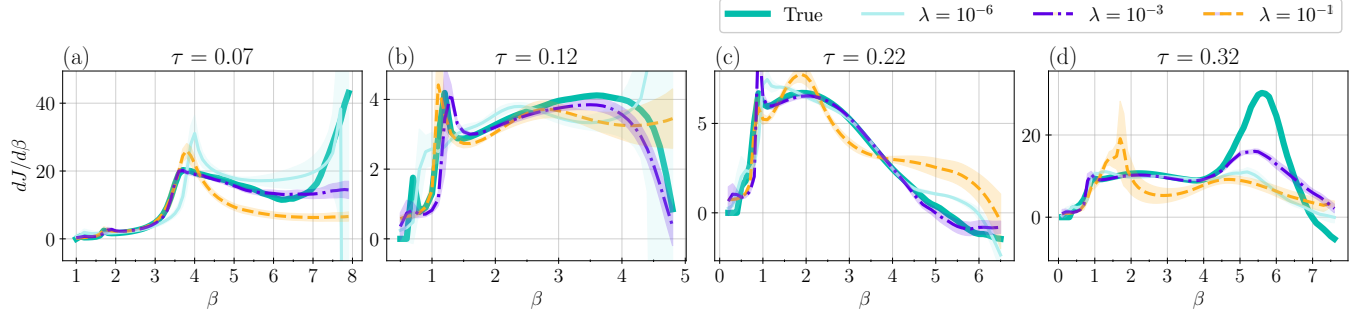 True λ = 10⁻⁶ λ = 10⁻³ λ = 10⁻¹
(a) τ = 0.07
(b) τ = 0.12
(c) τ = 0.22
(d) τ = 0.32
dJ/dβ
40
20
0
1 2 3 4 5 6 7 8
β
4
2
0
1 2 3 4 5
β
5
0
0 1 2 3 4 5 6
β
20
0
0 1 2 3 4 5 6 7
β